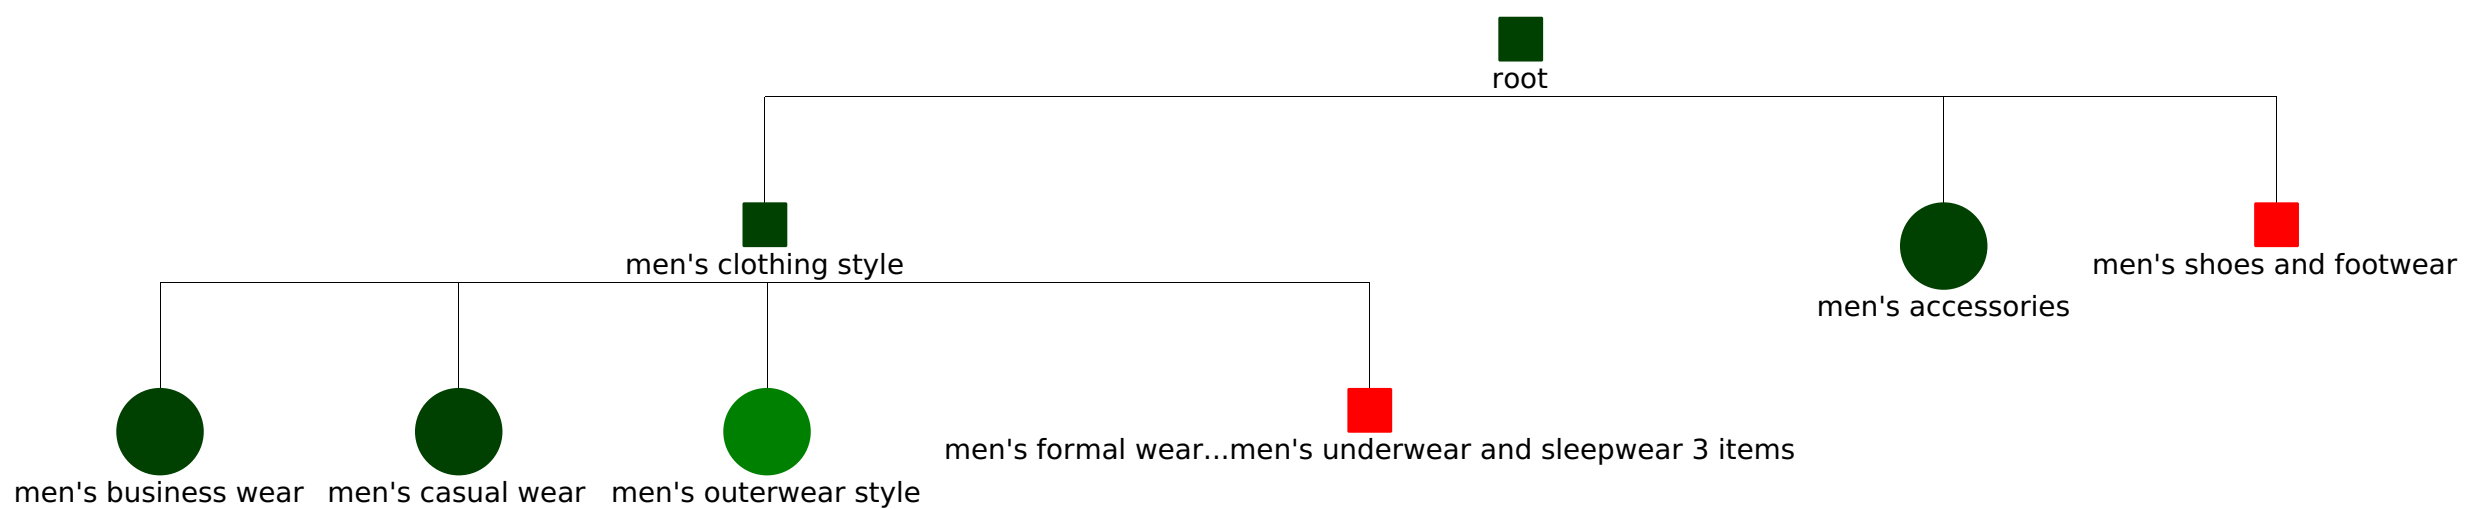 root
men's clothing style
men's accessories
men's shoes and footwear
men's business wear
men's casual wear
men's outerwear style
men's formal wear...men's underwear and sleepwear 3 items